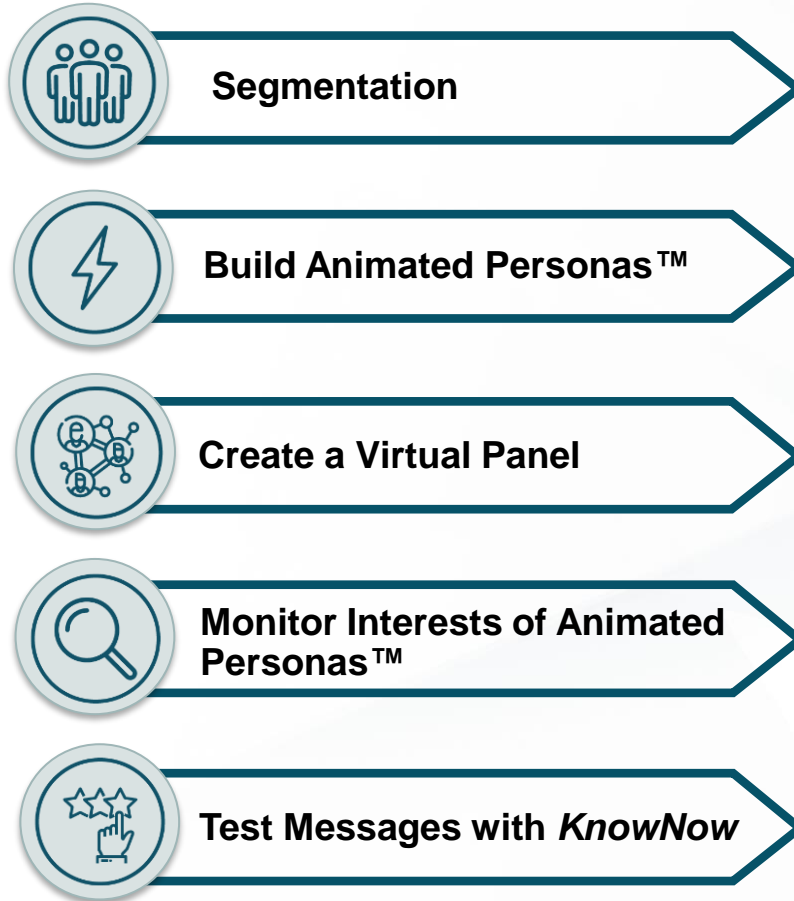 Segmentation
Build Animated Personas™
Create a Virtual Panel
Monitor Interests of Animated
Personas™
Test Messages with KnowNow